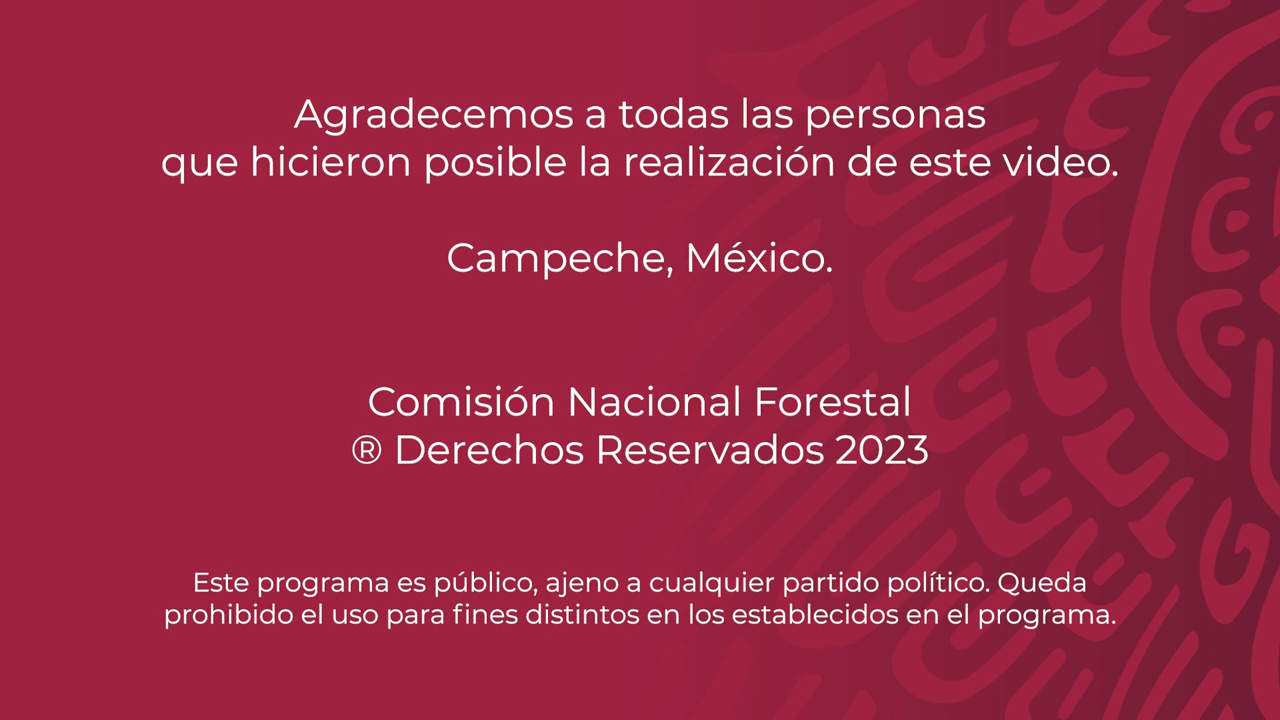 Agradecemos a todas las personas
que hicieron posible la realización de este video.
Campeche, México.
Comisión Nacional Forestal
® Derechos Reservados 2023
Este programa es público, ajeno a cualquier partido político. Queda
prohibido el uso para fines distintos en los establecidos en el programa.